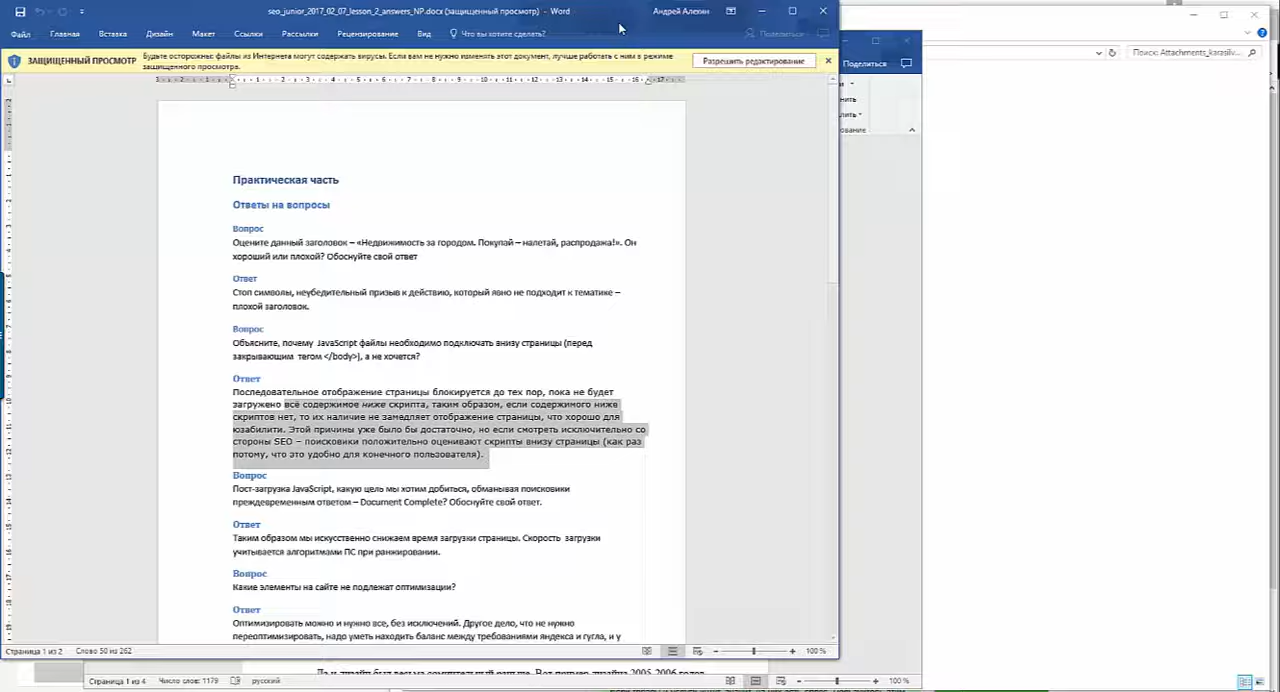 seo_junior_2017_02_07_lesson_2_answers_NP.docx (защищенный просмотр) - Word
Андрей Алехин
Файл Главная Вставка Дизайн Макет Ссылки Рассылки Рецензирование Вид Что вы хотите сделать? Поделиться
ЗАЩИЩЕННЫЙ ПРОСМОТР Будьте осторожны: файлы из Интернета могут содержать вирусы. Если вам не нужно изменять этот документ, лучше работать с ним в режиме
защищенного просмотра.
Разрешить редактирование
Поделиться
Поиск: Attachments_karasilv...
Практическая часть
Ответы на вопросы
Вопрос
Оцените данный заголовок – «Недвижимость за городом. Покупай – налетай, распродажа!». Он
хороший или плохой? Обоснуйте свой ответ
Ответ
Стоп символы, неубедительный призыв к действию, который явно не подходит к тематике –
плохой заголовок.
Вопрос
Объясните, почему JavaScript файлы необходимо подключать внизу страницы (перед
закрывающим тегом </body>), а не хочется?
Ответ
Последовательное отображение страницы блокируется до тех пор, пока не будет
загружено всё содержимое ниже скрипта, таким образом, если содержимого ниже
скриптов нет, то их наличие не замедляет отображение страницы, что хорошо для
юзабилити. Этой причины уже было бы достаточно, но если смотреть исключительно со
стороны SEO – поисковики положительно оценивают скрипты внизу страницы (как раз
потому, что это удобно для конечного пользователя).
Вопрос
Пост-загрузка JavaScript, какую цель мы хотим добиться, обманывая поисковики
преждевременным ответом – Document Complete? Обоснуйте свой ответ.
Ответ
Таким образом мы искусственно снижаем время загрузки страницы. Скорость загрузки
учитывается алгоритмами ПС при ранжировании.
Вопрос
Какие элементы на сайте не подлежат оптимизации?
Ответ
Оптимизировать можно и нужно все, без исключений. Другое дело, что не нужно
переоптимизировать, надо уметь находить баланс между требованиями яндекса и гугла, и у
Страница 1 из 2 Слово 50 из 262 100 %
Страница 1 из 4 Число слов: 1179 русский 100 %